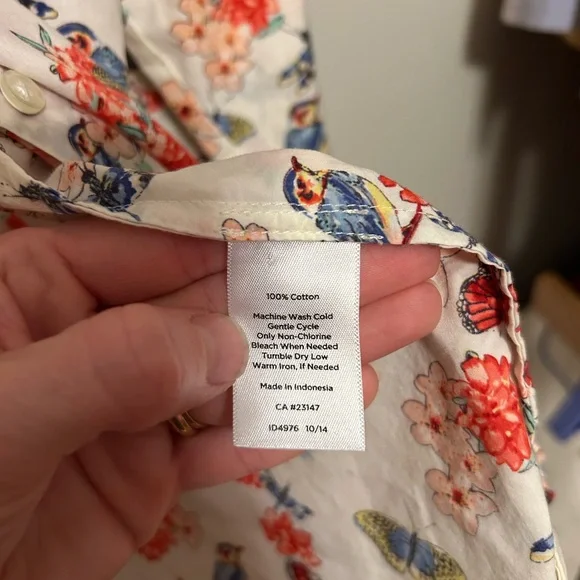 100% Cotton
Machine Wash Cold
Gentle Cycle
Only Non-Chlorine
Bleach When Needed
Tumble Dry Low
Warm Iron, If Needed
Made in Indonesia
CA #23147
ID4976 10/14